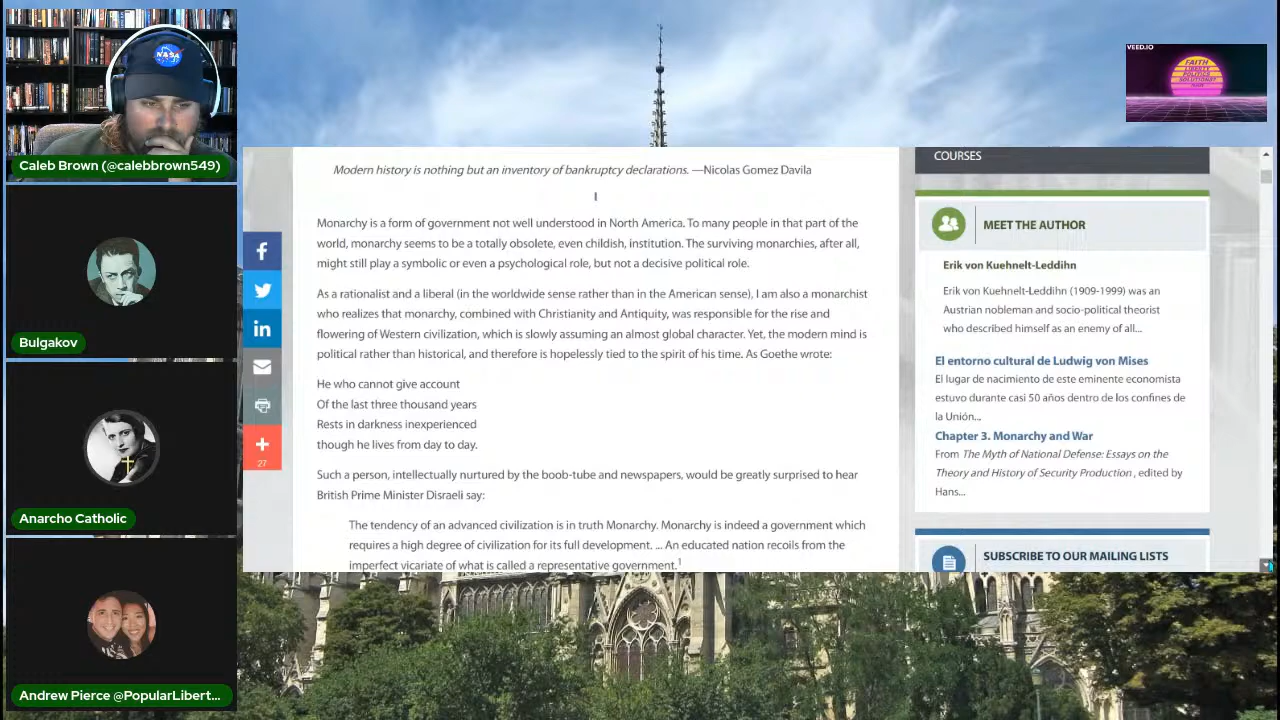 NASA
Caleb Brown (@calebbrown549)
Bulgakov
Anarcho Catholic
Andrew Pierce @PopularLibert...
27
Modern history is nothing but an inventory of bankruptcy declarations. —Nicolas Gomez Davila
I
Monarchy is a form of government not well understood in North America. To many people in that part of the
world, monarchy seems to be a totally obsolete, even childish, institution. The surviving monarchies, after all,
might still play a symbolic or even a psychological role, but not a decisive political role.
As a rationalist and a liberal (in the worldwide sense rather than in the American sense), I am also a monarchist
who realizes that monarchy, combined with Christianity and Antiquity, was responsible for the rise and
flowering of Western civilization, which is slowly assuming an almost global character. Yet, the modern mind is
political rather than historical, and therefore is hopelessly tied to the spirit of his time. As Goethe wrote:
He who cannot give account
Of the last three thousand years
Rests in darkness inexperienced
though he lives from day to day.
Such a person, intellectually nurtured by the boob-tube and newspapers, would be greatly surprised to hear
British Prime Minister Disraeli say:
The tendency of an advanced civilization is in truth Monarchy. Monarchy is indeed a government which
requires a high degree of civilization for its full development. ... An educated nation recoils from the
imperfect vicariate of what is called a representative government.1
COURSES
MEET THE AUTHOR
Erik von Kuehnelt-Leddihn
Erik von Kuehnelt-Leddihn (1909-1999) was an
Austrian nobleman and socio-political theorist
who described himself as an enemy of all...
El entorno cultural de Ludwig von Mises
El lugar de nacimiento de este eminente economista
estuvo durante casi 50 años dentro de los confines de
la Unión...
Chapter 3. Monarchy and War
From The Myth of National Defense: Essays on the
Theory and History of Security Production , edited by
Hans...
SUBSCRIBE TO OUR MAILING LISTS
VEED.IO
FAITH
LIBERTY
POLITICS